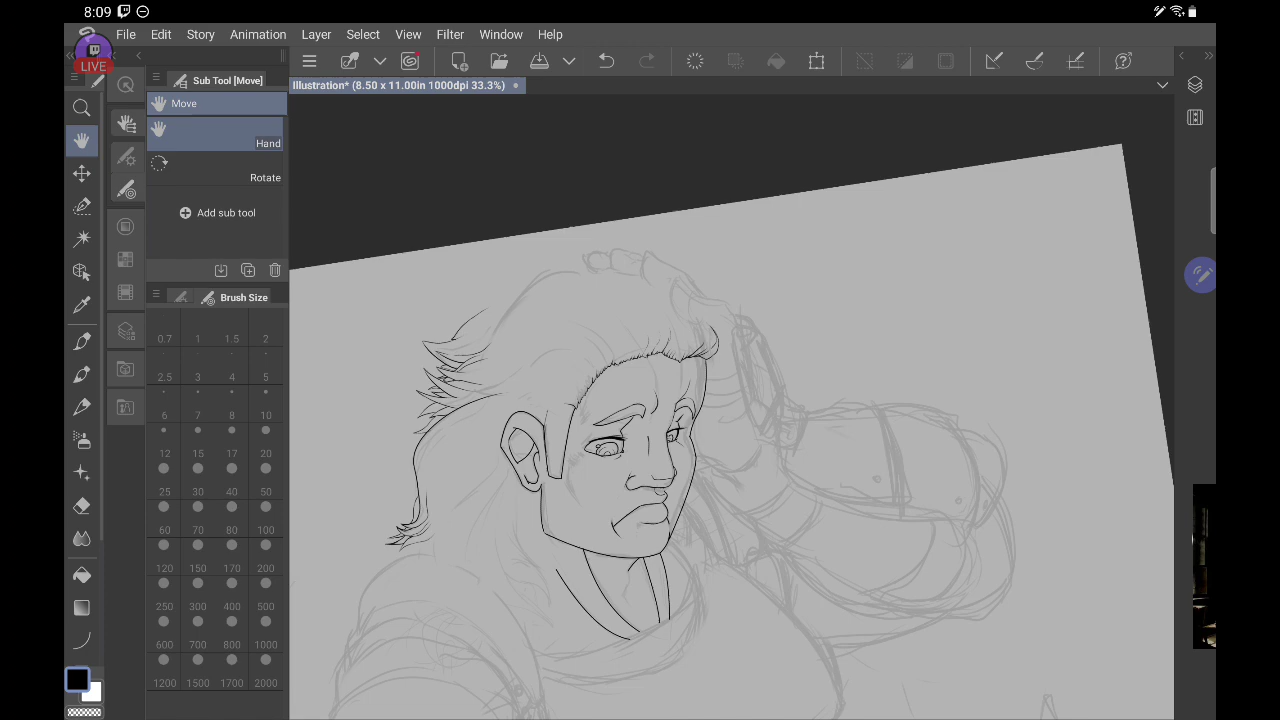 8:09
LIVE
File Edit Story Animation Layer Select View Filter Window Help
Sub Tool [Move]
Illustration* (8.50 x 11.00in 1000dpi 33.3%)
Move
Hand
Rotate
Add sub tool
Brush Size
0.7 1 1.5 2
2.5 3 4 5
6 7 8 10
12 15 17 20
25 30 40 50
60 70 80 100
120 150 170 200
250 300 400 500
600 700 800 1000
1200 1500 1700 2000